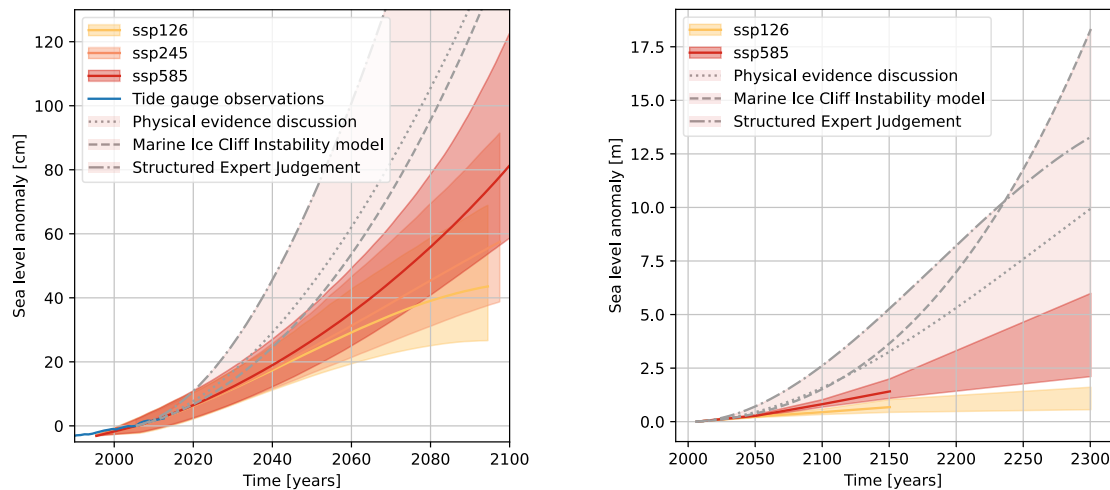 ssp126
ssp245
ssp585
Tide gauge observations
Physical evidence discussion
Marine Ice Cliff Instability model
Structured Expert Judgement
Sea level anomaly [cm]
120
100
80
60
40
20
0
2000
2020
2040
2060
2080
2100
Time [years]
ssp126
ssp585
Physical evidence discussion
Marine Ice Cliff Instability model
Structured Expert Judgement
Sea level anomaly [m]
17.5
15.0
12.5
10.0
7.5
5.0
2.5
0.0
2000
2050
2100
2150
2200
2250
2300
Time [years]